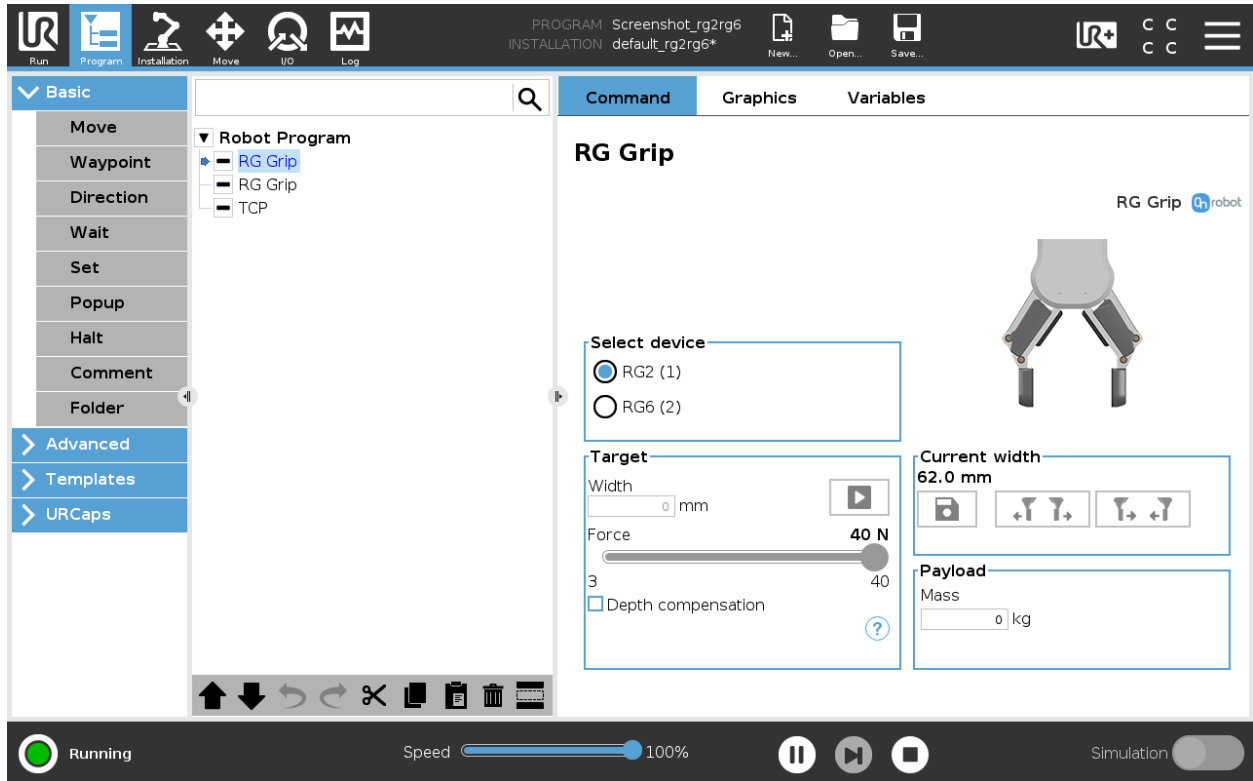 PROGRAM Screenshot_rg2rg6
INSTALLATION default_rg2rg6*
UR
Run
Program
Installation
Move
I/O
Log
New...
Open...
Save...
UR+
C C
C C
Basic
Move
Waypoint
Direction
Wait
Set
Popup
Halt
Comment
Folder
Advanced
Templates
URCaps
Robot Program
RG Grip
RG Grip
TCP
Command Graphics Variables
RG Grip
RG Grip On robot
Select device
RG2 (1)
RG6 (2)
Target
Width
0 mm
Force 40 N
3 40
Depth compensation
?
Current width
62.0 mm
Payload
Mass
0 kg
Running
Speed 100%
Simulation